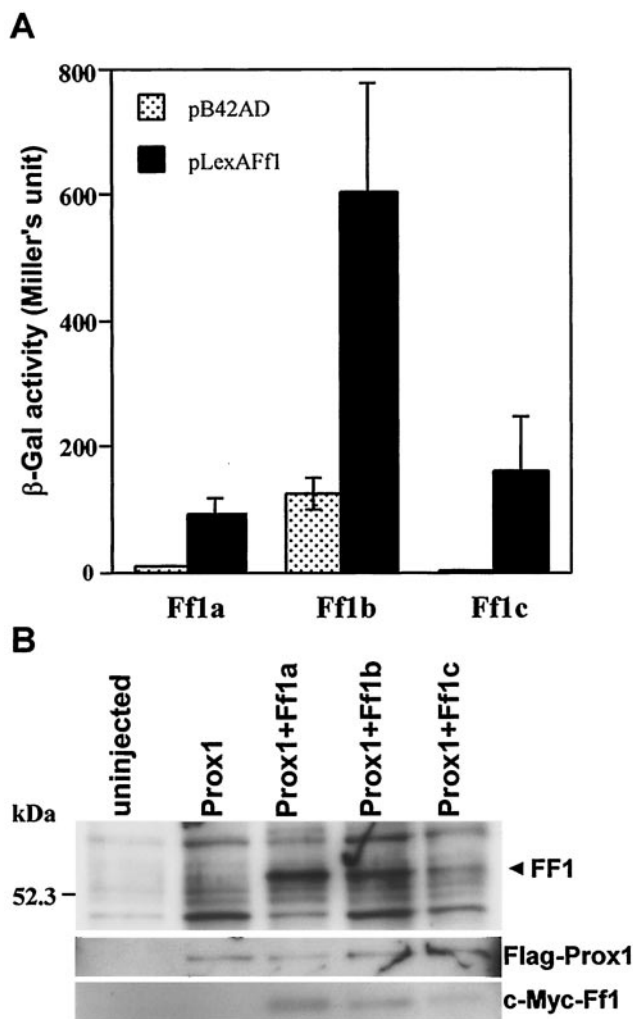 A
800
600
400
200
0
β-Gal activity (Miller's unit)
pB42AD
pLexAFf1
Ff1a
Ff1b
Ff1c
B
uninjected
Prox1
Prox1+Ff1a
Prox1+Ff1b
Prox1+Ff1c
kDa
52.3
FF1
Flag-Prox1
c-Myc-Ff1